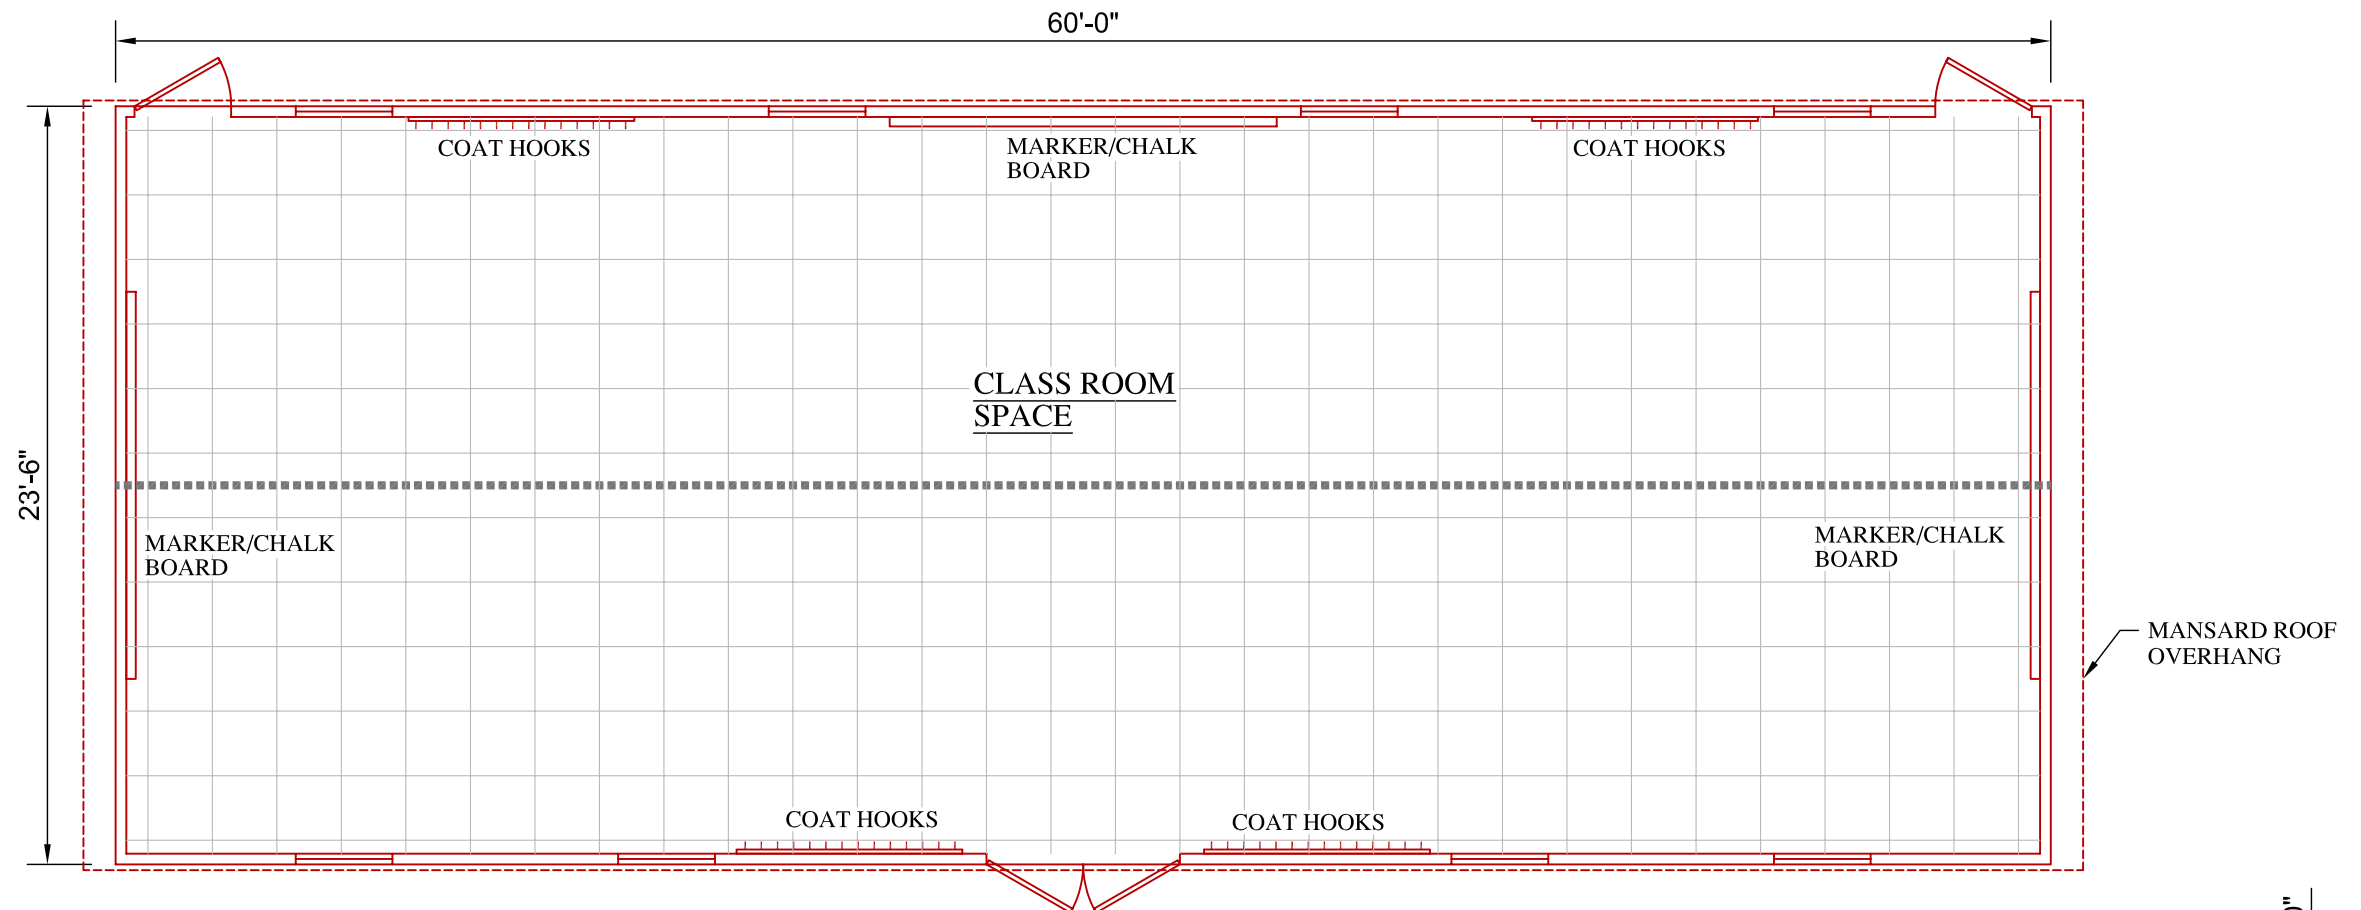 60'-0"
COAT HOOKS
MARKER/CHALK
BOARD
COAT HOOKS
CLASS ROOM
SPACE
23'-6"
MARKER/CHALK
BOARD
MARKER/CHALK
BOARD
MANSARD ROOF
OVERHANG
COAT HOOKS
COAT HOOKS